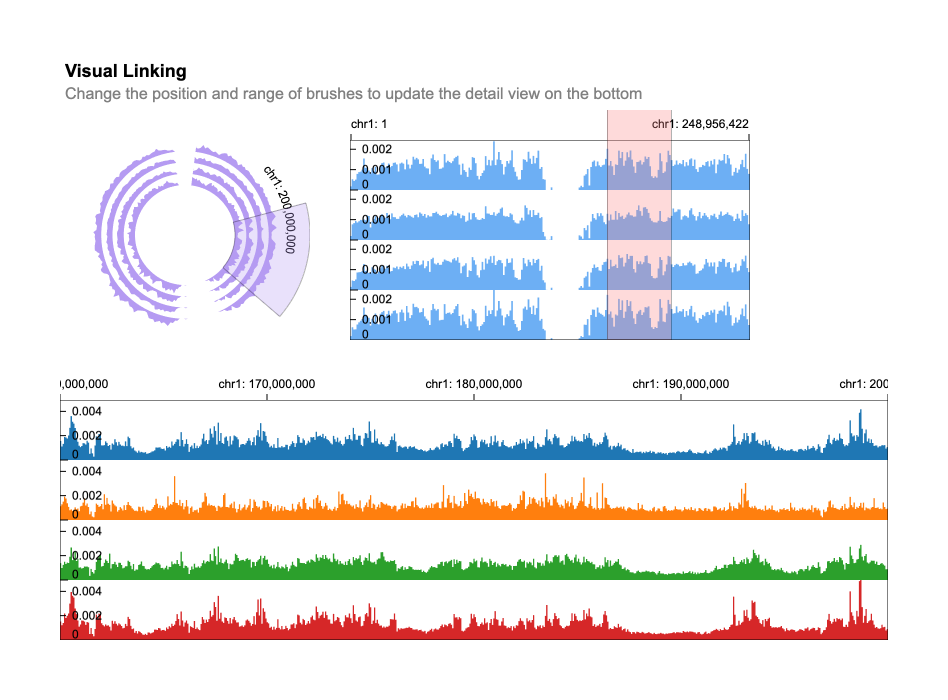 Visual Linking
Change the position and range of brushes to update the detail view on the bottom
chr1: 200,000,000
chr1: 1
chr1: 248,956,422
0.002
0.001
0
0.002
0.001
0
0.002
0.001
0
0.002
0.001
0
0,000,000
chr1: 170,000,000
chr1: 180,000,000
chr1: 190,000,000
chr1: 200
0.004
0.002
0
0.004
0.002
0
0.004
0.002
0
0.004
0.002
0